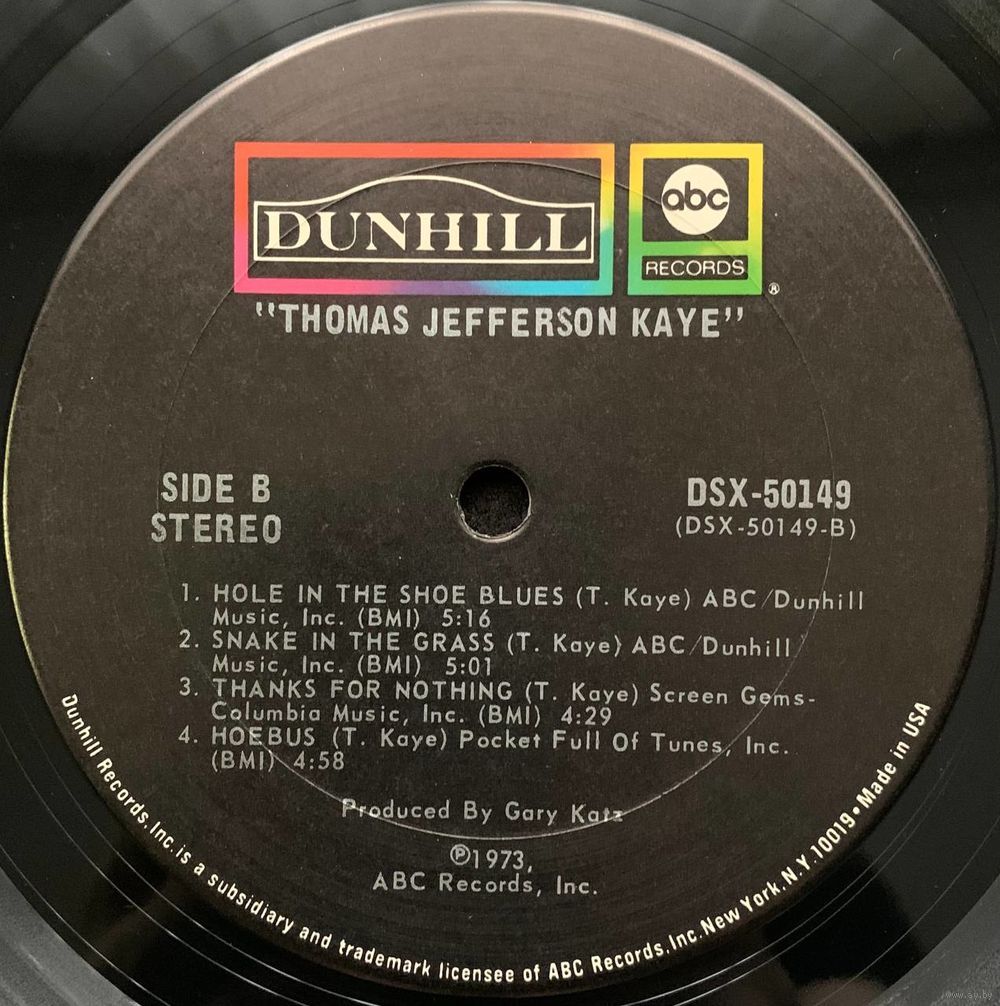 DUNHILL
abc
RECORDS
®
"THOMAS JEFFERSON KAYE"
SIDE B
STEREO
DSX-50149
(DSX-50149-B)
1. HOLE IN THE SHOE BLUES (T. Kaye) ABC/Dunhill
Music, Inc. (BMI) 5:16
2. SNAKE IN THE GRASS (T. Kaye) ABC/Dunhill
Music, Inc. (BMI) 5:01
3. THANKS FOR NOTHING (T. Kaye) Screen Gems-
Columbia Music, Inc. (BMI) 4:29
4. HOEBUS (T. Kaye) Pocket Full Of Tunes, Inc.
(BMI) 4:58
Produced By Gary Katz
℗1973,
ABC Records, Inc.
Dunhill Records, Inc. is a subsidiary and trademark licensee of ABC Records, Inc. New York, N.Y. 10019 • Made in USA
www.ay.by